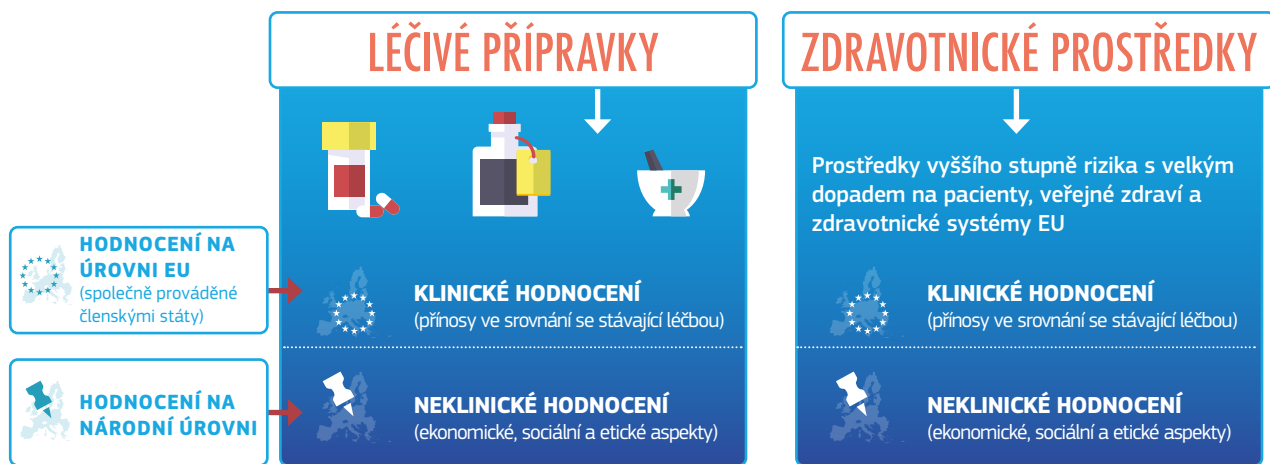 LÉČIVÉ PŘÍPRAVKY
ZDRAVOTNICKÉ PROSTŘEDKY
Prostředky vyššího stupně rizika s velkým
dopadem na pacienty, veřejné zdraví a
zdravotnické systémy EU
HODNOCENÍ NA
ÚROVNI EU
(společně prováděné
členskými státy)
KLINICKÉ HODNOCENÍ
(přínosy ve srovnání se stávající léčbou)
KLINICKÉ HODNOCENÍ
(přínosy ve srovnání se stávající léčbou)
HODNOCENÍ NA
NÁRODNÍ ÚROVNI
NEKLINICKÉ HODNOCENÍ
(ekonomické, sociální a etické aspekty)
NEKLINICKÉ HODNOCENÍ
(ekonomické, sociální a etické aspekty)